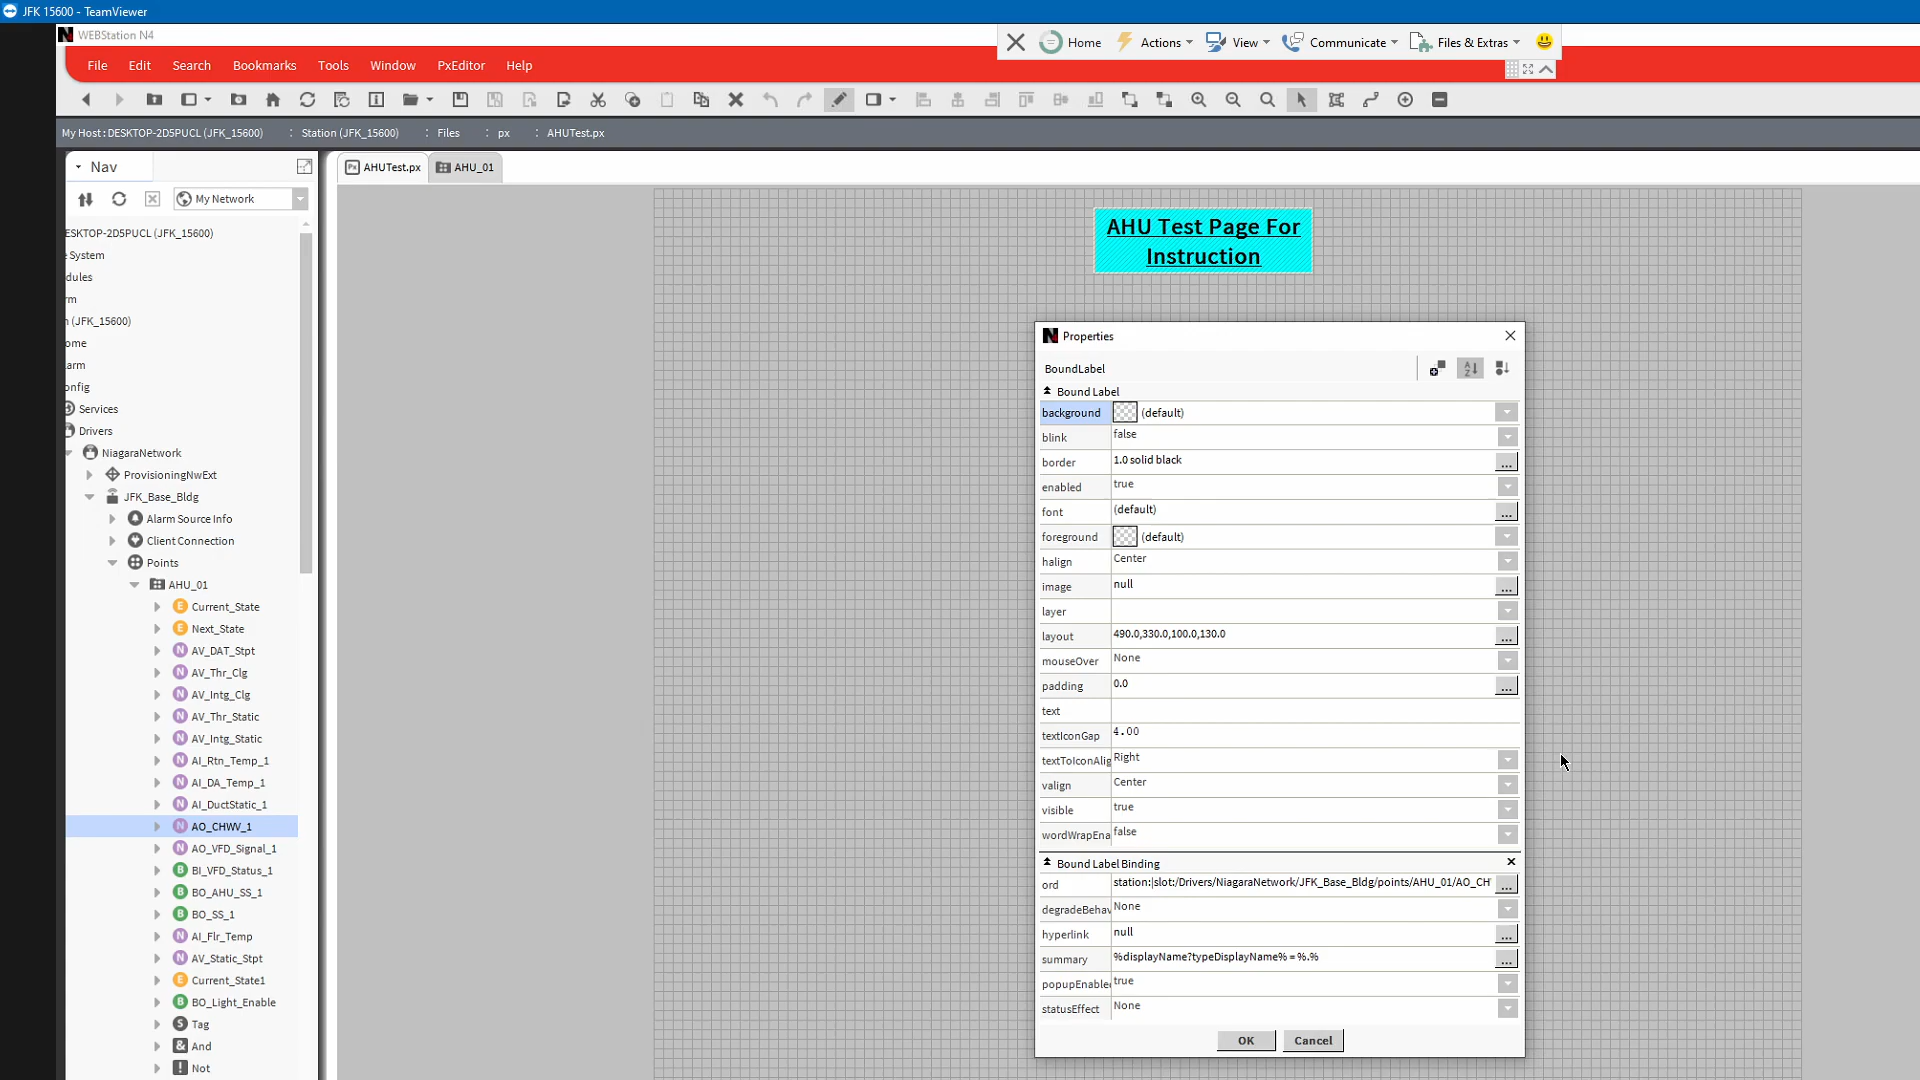 JFK 15600 - TeamViewer
WEBStation N4
Home
Actions
View
Communicate
Files & Extras
File Edit Search Bookmarks Tools Window PxEditor Help
My Host : DESKTOP-2D5PUCL (JFK_15600) : Station (JFK_15600) : Files : px : AHUTest.px
Nav
AHUTest.px
AHU_01
My Network
ESKTOP-2D5PUCL (JFK_15600)
e System
dules
rm
n (JFK_15600)
ome
larm
onfig
Services
Drivers
NiagaraNetwork
ProvisioningNwExt
JFK_Base_Bldg
Alarm Source Info
Client Connection
Points
AHU_01
Current_State
Next_State
AV_DAT_Stpt
AV_Thr_Clg
AV_Intg_Clg
AV_Thr_Static
AV_Intg_Static
AI_Rtn_Temp_1
AI_DA_Temp_1
AI_DuctStatic_1
AO_CHWV_1
AO_VFD_Signal_1
BI_VFD_Status_1
BO_AHU_SS_1
BO_SS_1
AI_Flr_Temp
AV_Static_Stpt
Current_State1
BO_Light_Enable
Tag
And
Not
AHU Test Page For
Instruction
Properties
BoundLabel
Bound Label
background (default)
blink false
border 1.0 solid black ...
enabled true
font (default) ...
foreground (default)
halign Center
image null ...
layer
layout 490.0,330.0,100.0,130.0 ...
mouseOver None
padding 0.0 ...
text
textIconGap 4.00
textToIconAlig Right
valign Center
visible true
wordWrapEna false
Bound Label Binding
ord station:|slot:/Drivers/NiagaraNetwork/JFK_Base_Bldg/points/AHU_01/AO_CH ...
degradeBehav None
hyperlink null ...
summary %displayName?typeDisplayName% = %.% ...
popupEnable true
statusEffect None
OK Cancel